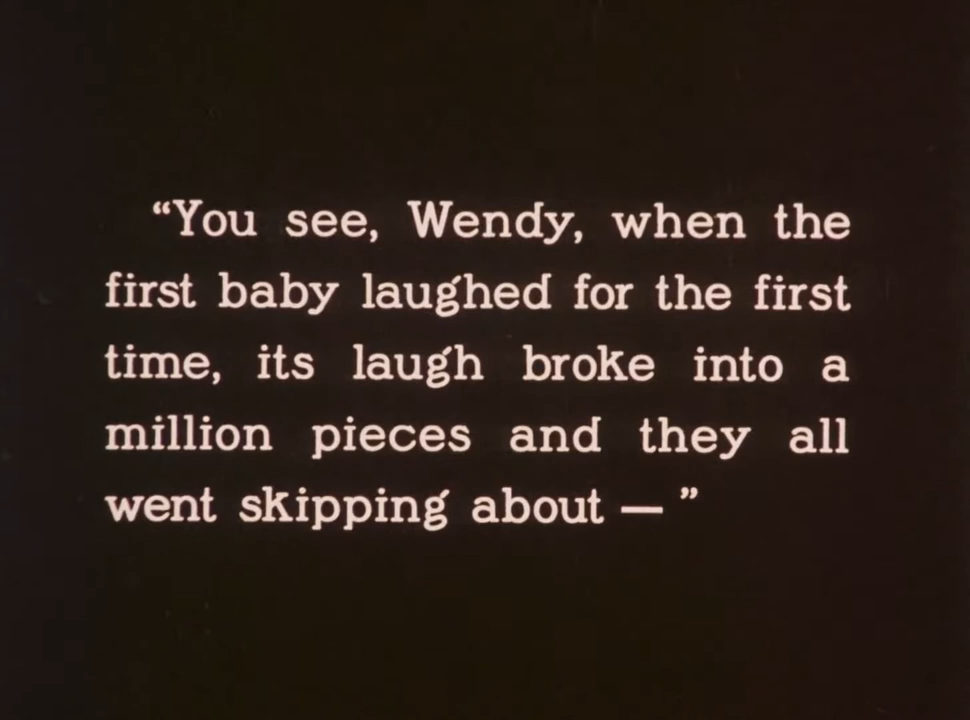 “You see, Wendy, when the
first baby laughed for the first
time, its laugh broke into a
million pieces and they all
went skipping about — ”